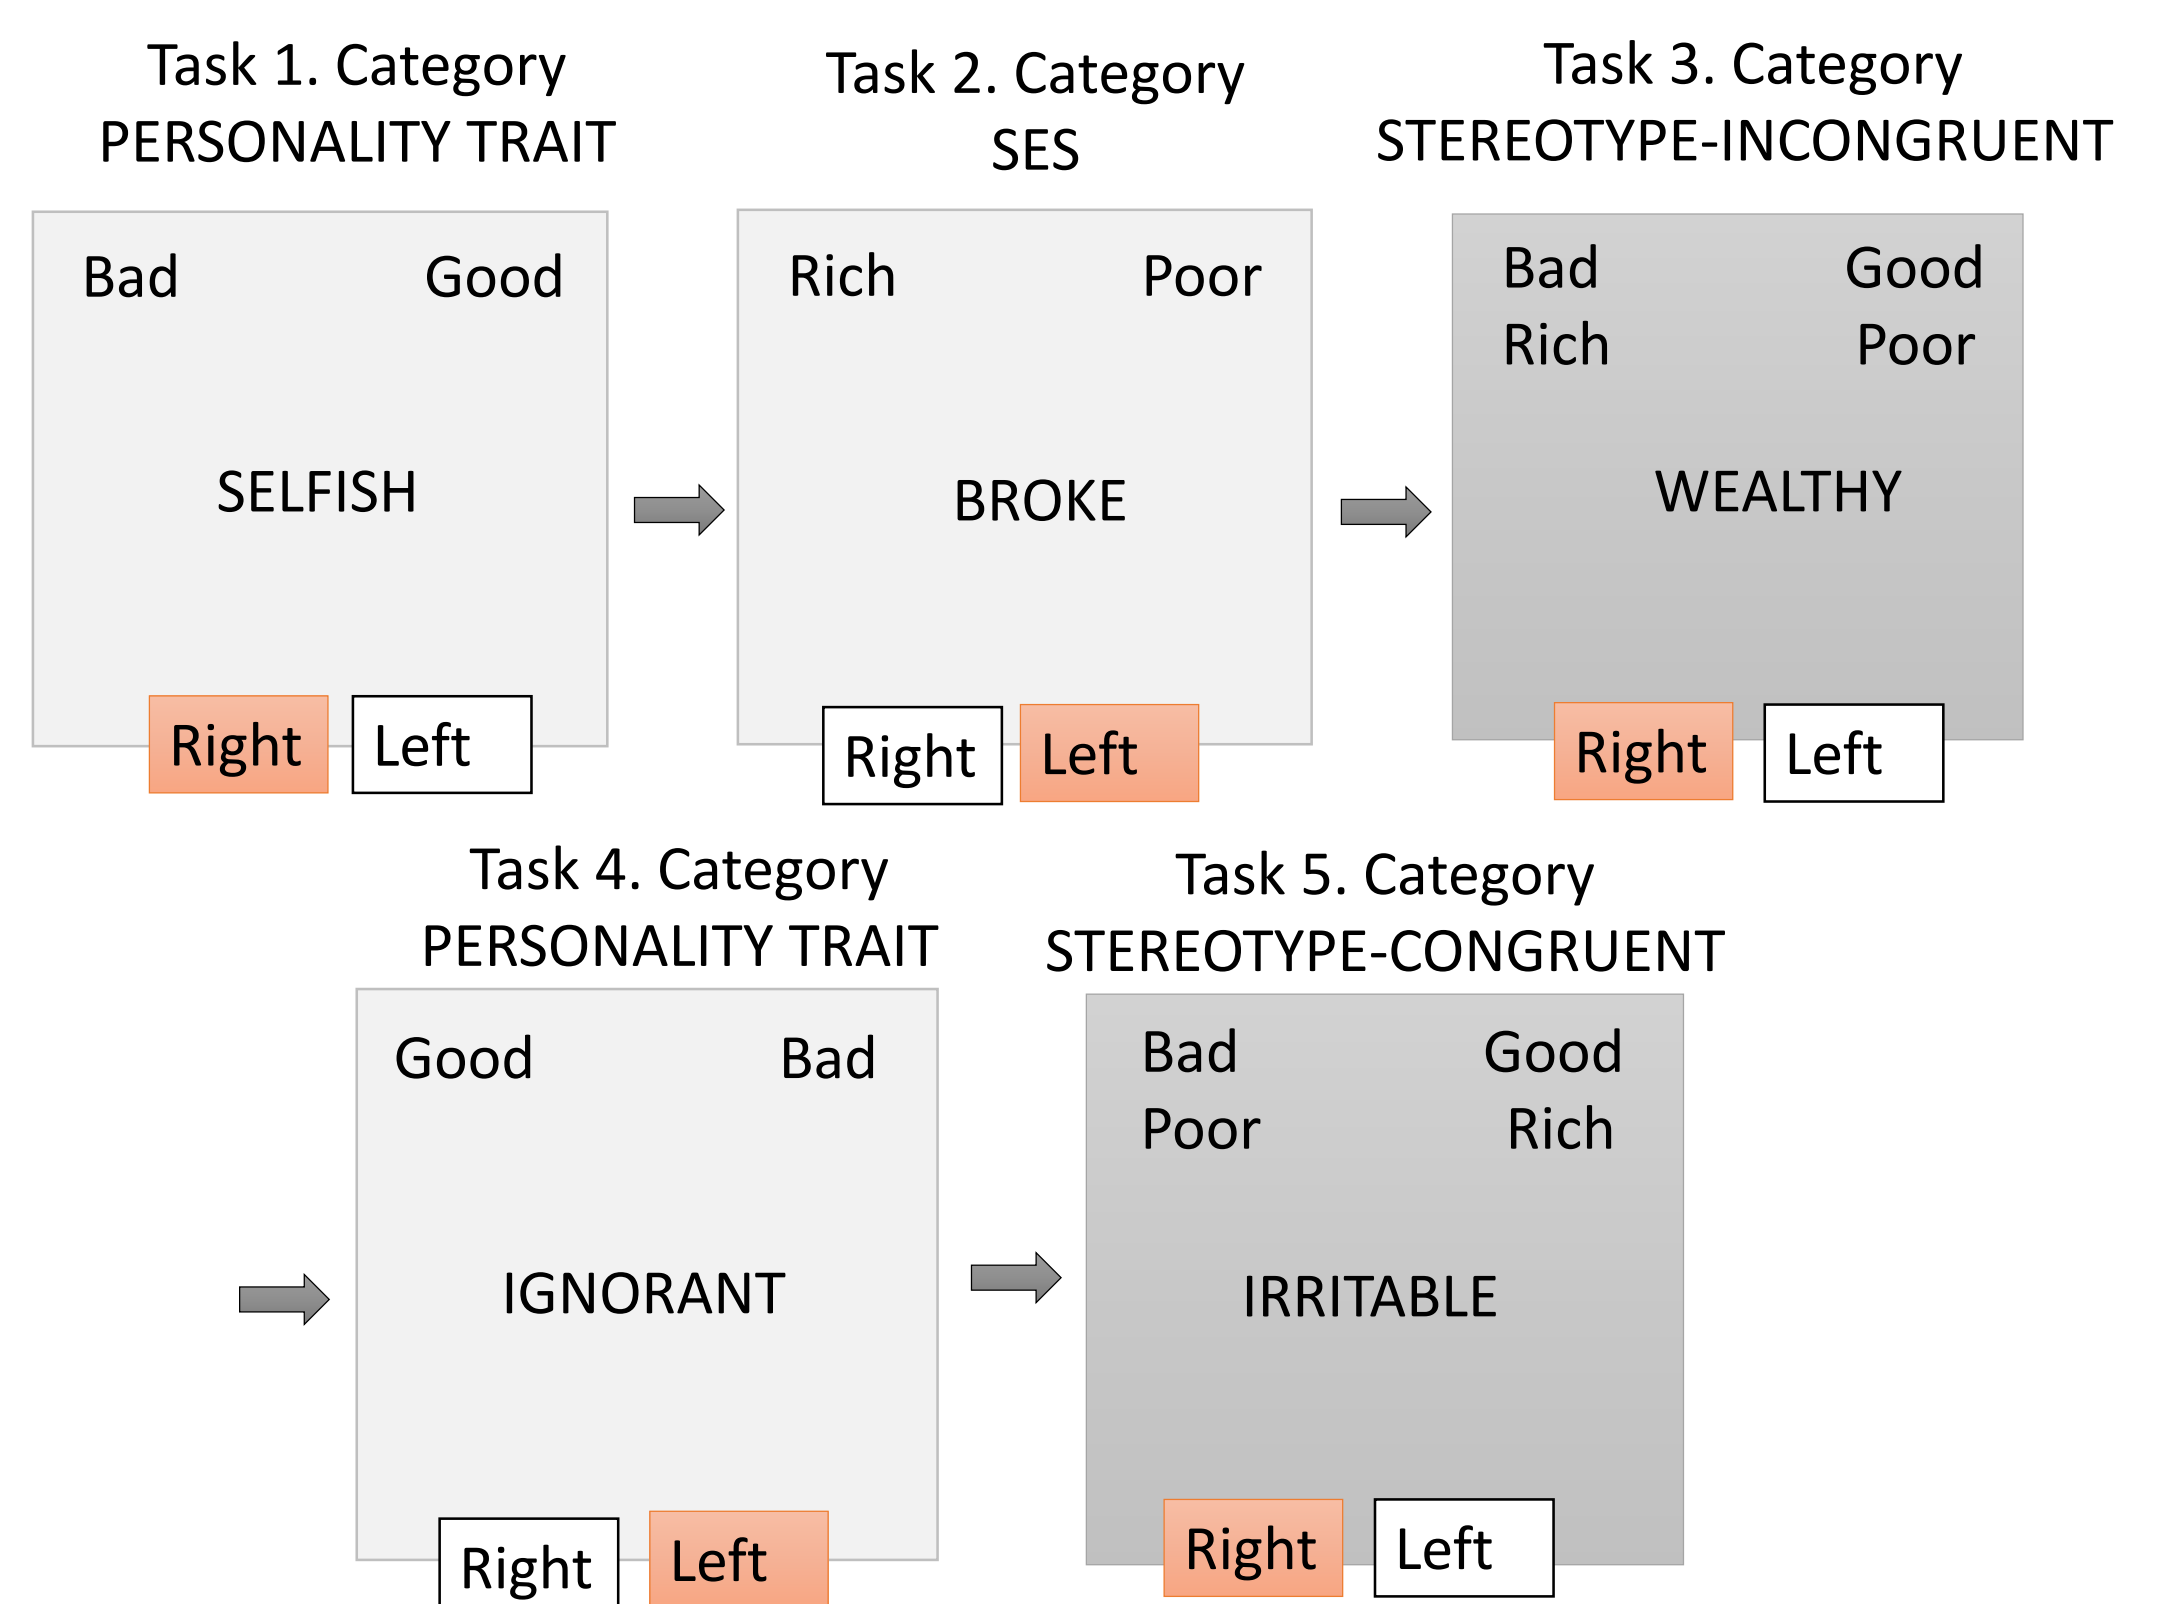 Task 1. Category
PERSONALITY TRAIT
Bad Good
SELFISH
Right Left
Task 2. Category
SES
Rich Poor
BROKE
Right Left
Task 3. Category
STEREOTYPE-INCONGRUENT
Bad Good
Rich Poor
WEALTHY
Right Left
Task 4. Category
PERSONALITY TRAIT
Good Bad
IGNORANT
Right Left
Task 5. Category
STEREOTYPE-CONGRUENT
Bad Good
Poor Rich
IRRITABLE
Right Left